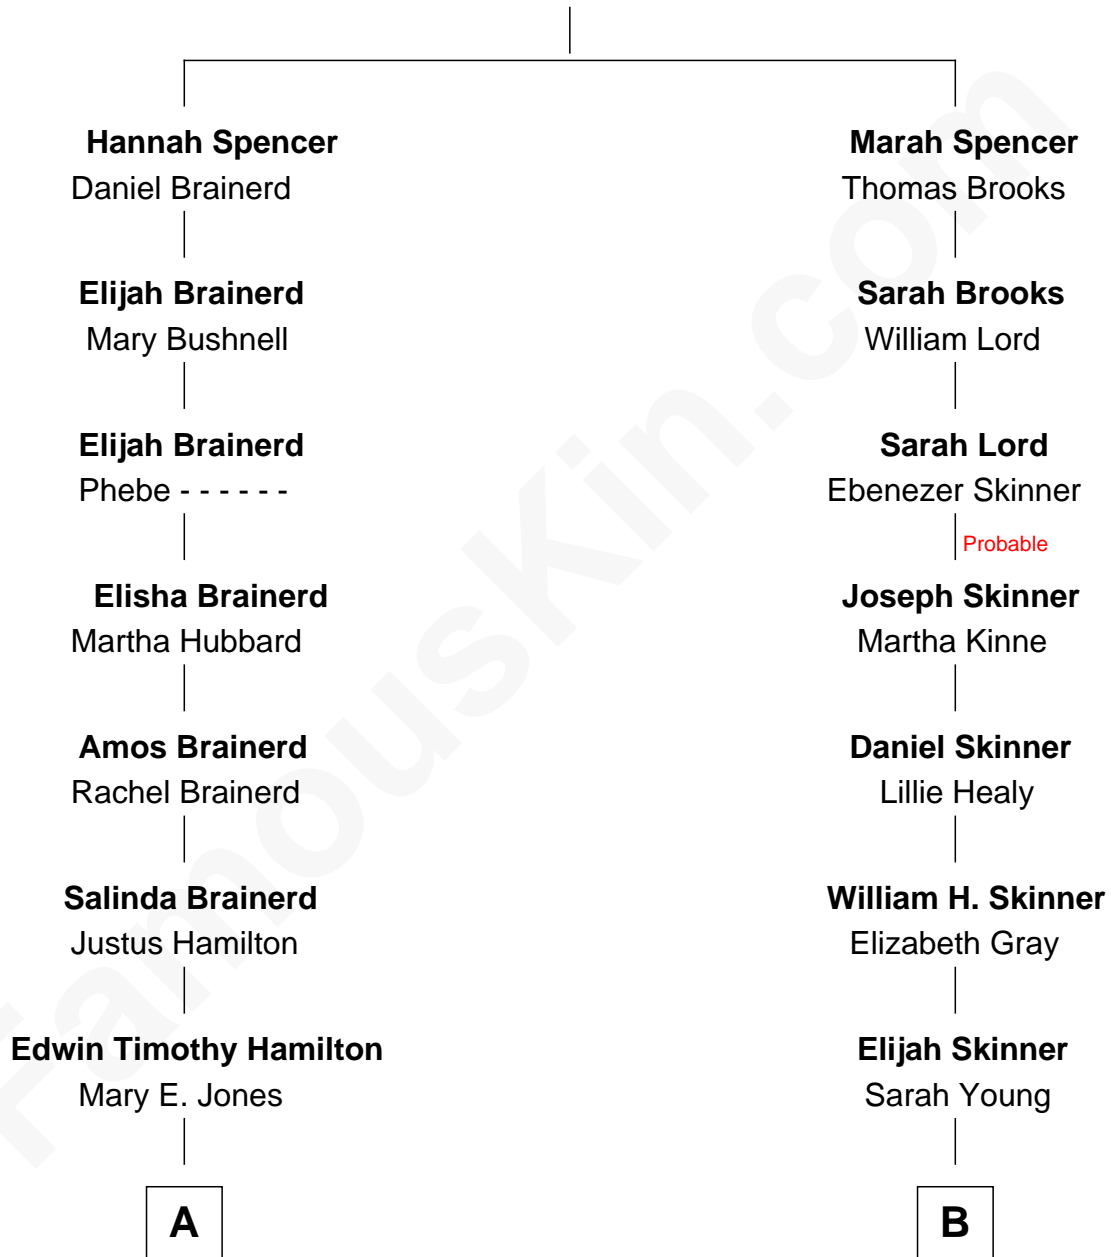 Hannah Spencer
Daniel Brainerd
Elijah Brainerd
Mary Bushnell
Elijah Brainerd
Phebe - - - - - -
Elisha Brainerd
Martha Hubbard
Amos Brainerd
Rachel Brainerd
Salinda Brainerd
Justus Hamilton
Edwin Timothy Hamilton
Mary E. Jones
A
Marah Spencer
Thomas Brooks
Sarah Brooks
William Lord
Sarah Lord
Ebenezer Skinner
Probable
Joseph Skinner
Martha Kinne
Daniel Skinner
Lillie Healy
William H. Skinner
Elizabeth Gray
Elijah Skinner
Sarah Young
B
FamousKin.com